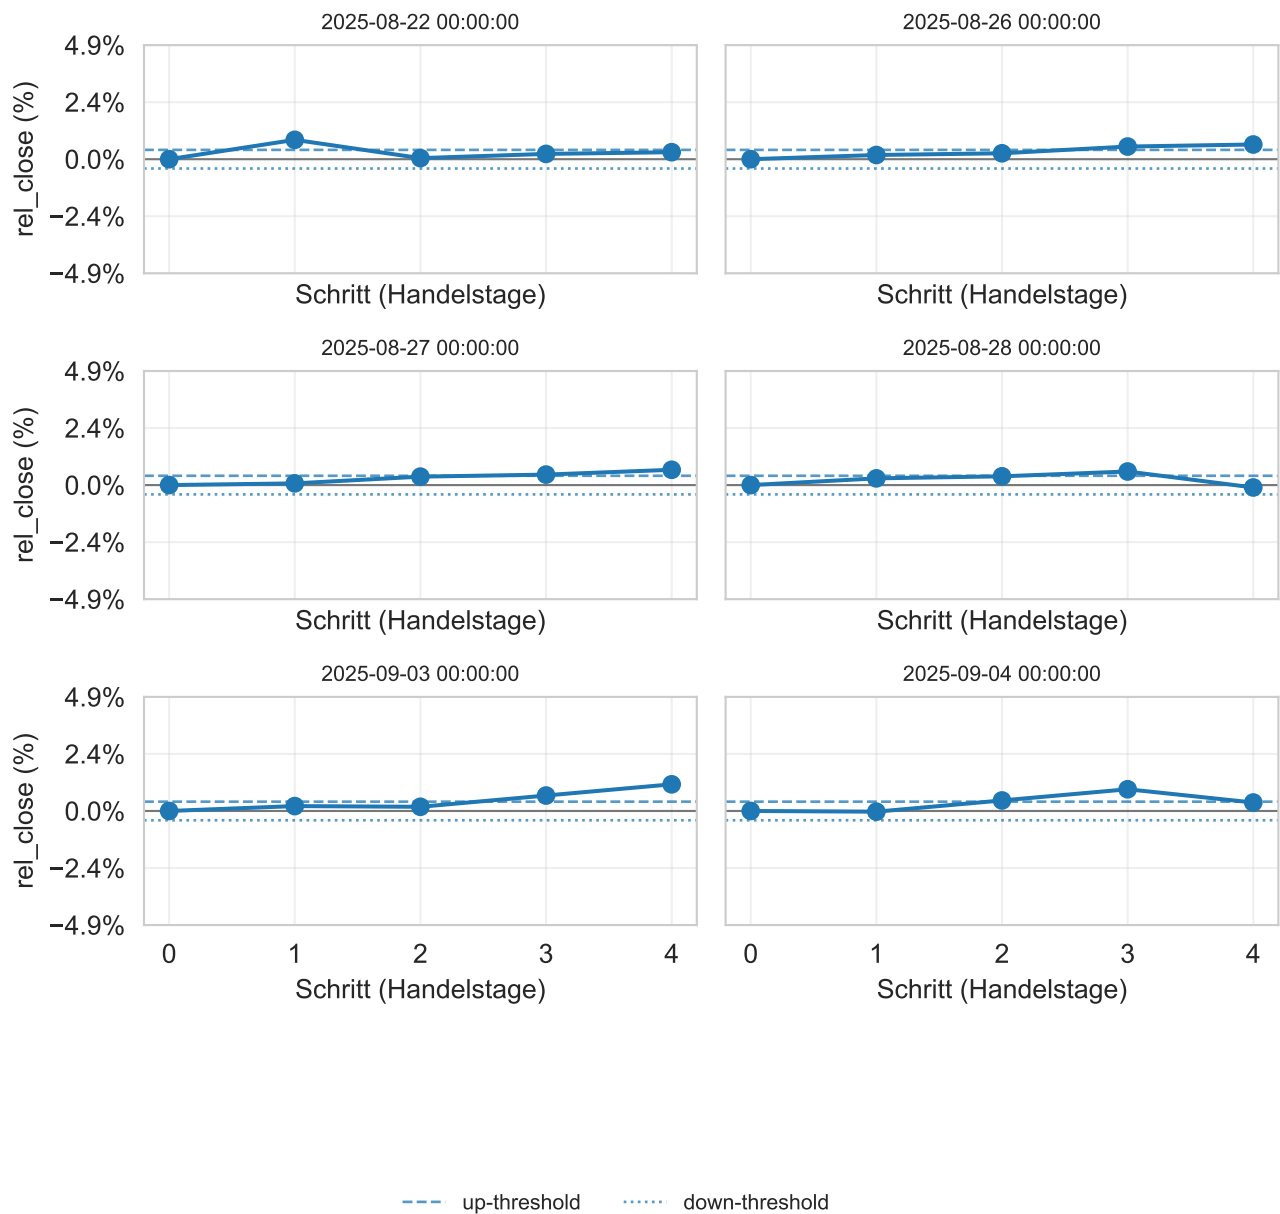 2025-08-22 00:00:00
2025-08-26 00:00:00
4.9%
2.4%
0.0%
−2.4%
−4.9%
rel_close (%)
Schritt (Handelstage)
Schritt (Handelstage)
2025-08-27 00:00:00
2025-08-28 00:00:00
4.9%
2.4%
0.0%
−2.4%
−4.9%
rel_close (%)
Schritt (Handelstage)
Schritt (Handelstage)
2025-09-03 00:00:00
2025-09-04 00:00:00
4.9%
2.4%
0.0%
−2.4%
−4.9%
rel_close (%)
0 1 2 3 4
0 1 2 3 4
Schritt (Handelstage)
Schritt (Handelstage)
up-threshold
down-threshold